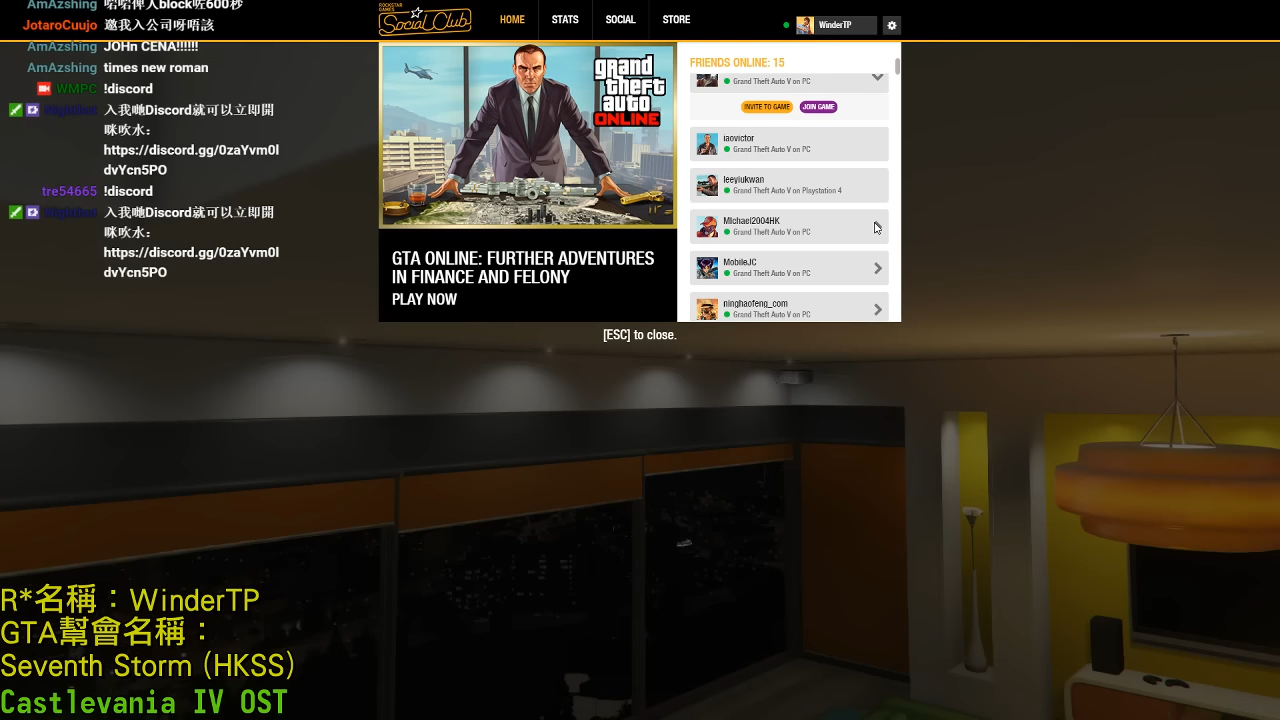 AmAzshing 咗咗俾人block咗600秒
JotaroCuujo 邀我入公司呀唔該
AmAzshing JOHn CENA!!!!!!
AmAzshing times new roman
WMPC !discord
入我哋Discord就可以立即開
咪吹水：
https://discord.gg/0zaYvm0I
dvYcn5PO
tre54665 !discord
入我哋Discord就可以立即開
咪吹水：
https://discord.gg/0zaYvm0I
dvYcn5PO
ROCKSTAR GAMES
Social Club
HOME STATS SOCIAL STORE
WinderTP
grand
theft
auto
ONLINE
GTA ONLINE: FURTHER ADVENTURES
IN FINANCE AND FELONY
PLAY NOW
FRIENDS ONLINE: 15
Grand Theft Auto V on PC
INVITE TO GAME JOIN GAME
iaovictor
Grand Theft Auto V on PC
leeyiukwan
Grand Theft Auto V on Playstation 4
Michael2004HK
Grand Theft Auto V on PC
MobileJC
Grand Theft Auto V on PC
ninghaofeng_com
Grand Theft Auto V on PC
[ESC] to close.
R*名稱：WinderTP
GTA幫會名稱：
Seventh Storm (HKSS)
Castlevania IV OST